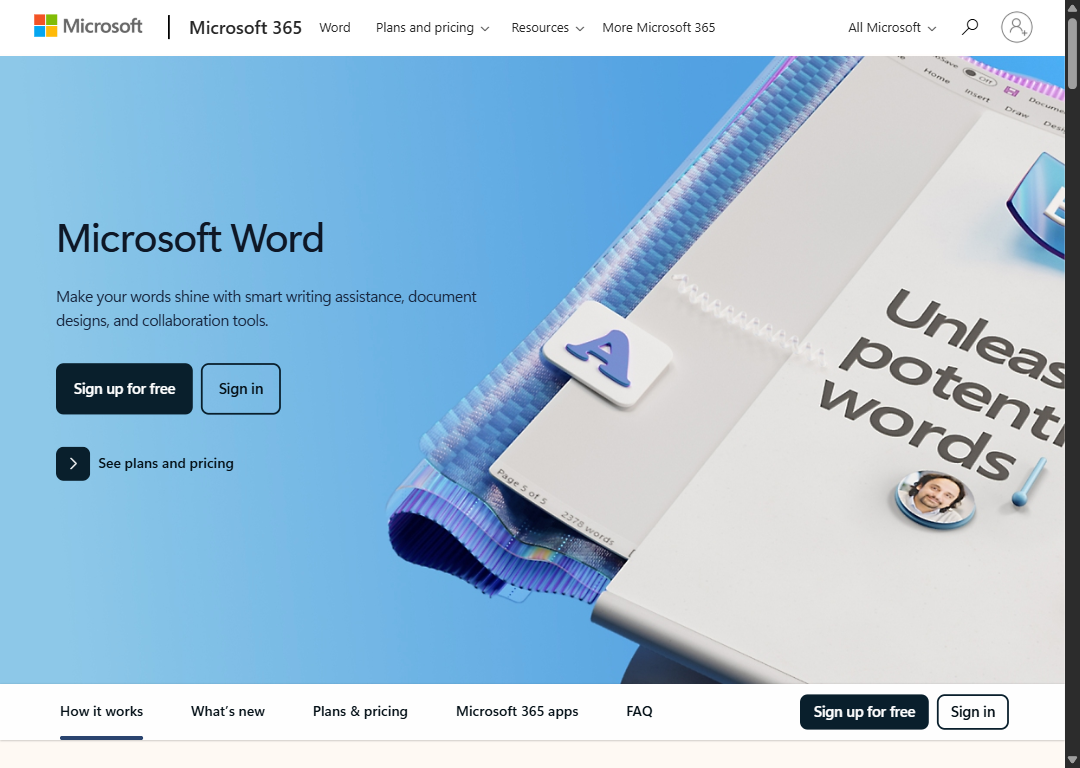 Microsoft
Microsoft 365
Word
Plans and pricing
Resources
More Microsoft 365
All Microsoft
Off
Home
Insert
Draw
Microsoft Word
Make your words shine with smart writing assistance, document
designs, and collaboration tools.
Sign up for free
Sign in
See plans and pricing
A
Page 5 of 5
2378 words
words
How it works
What's new
Plans & pricing
Microsoft 365 apps
FAQ
Sign up for free
Sign in